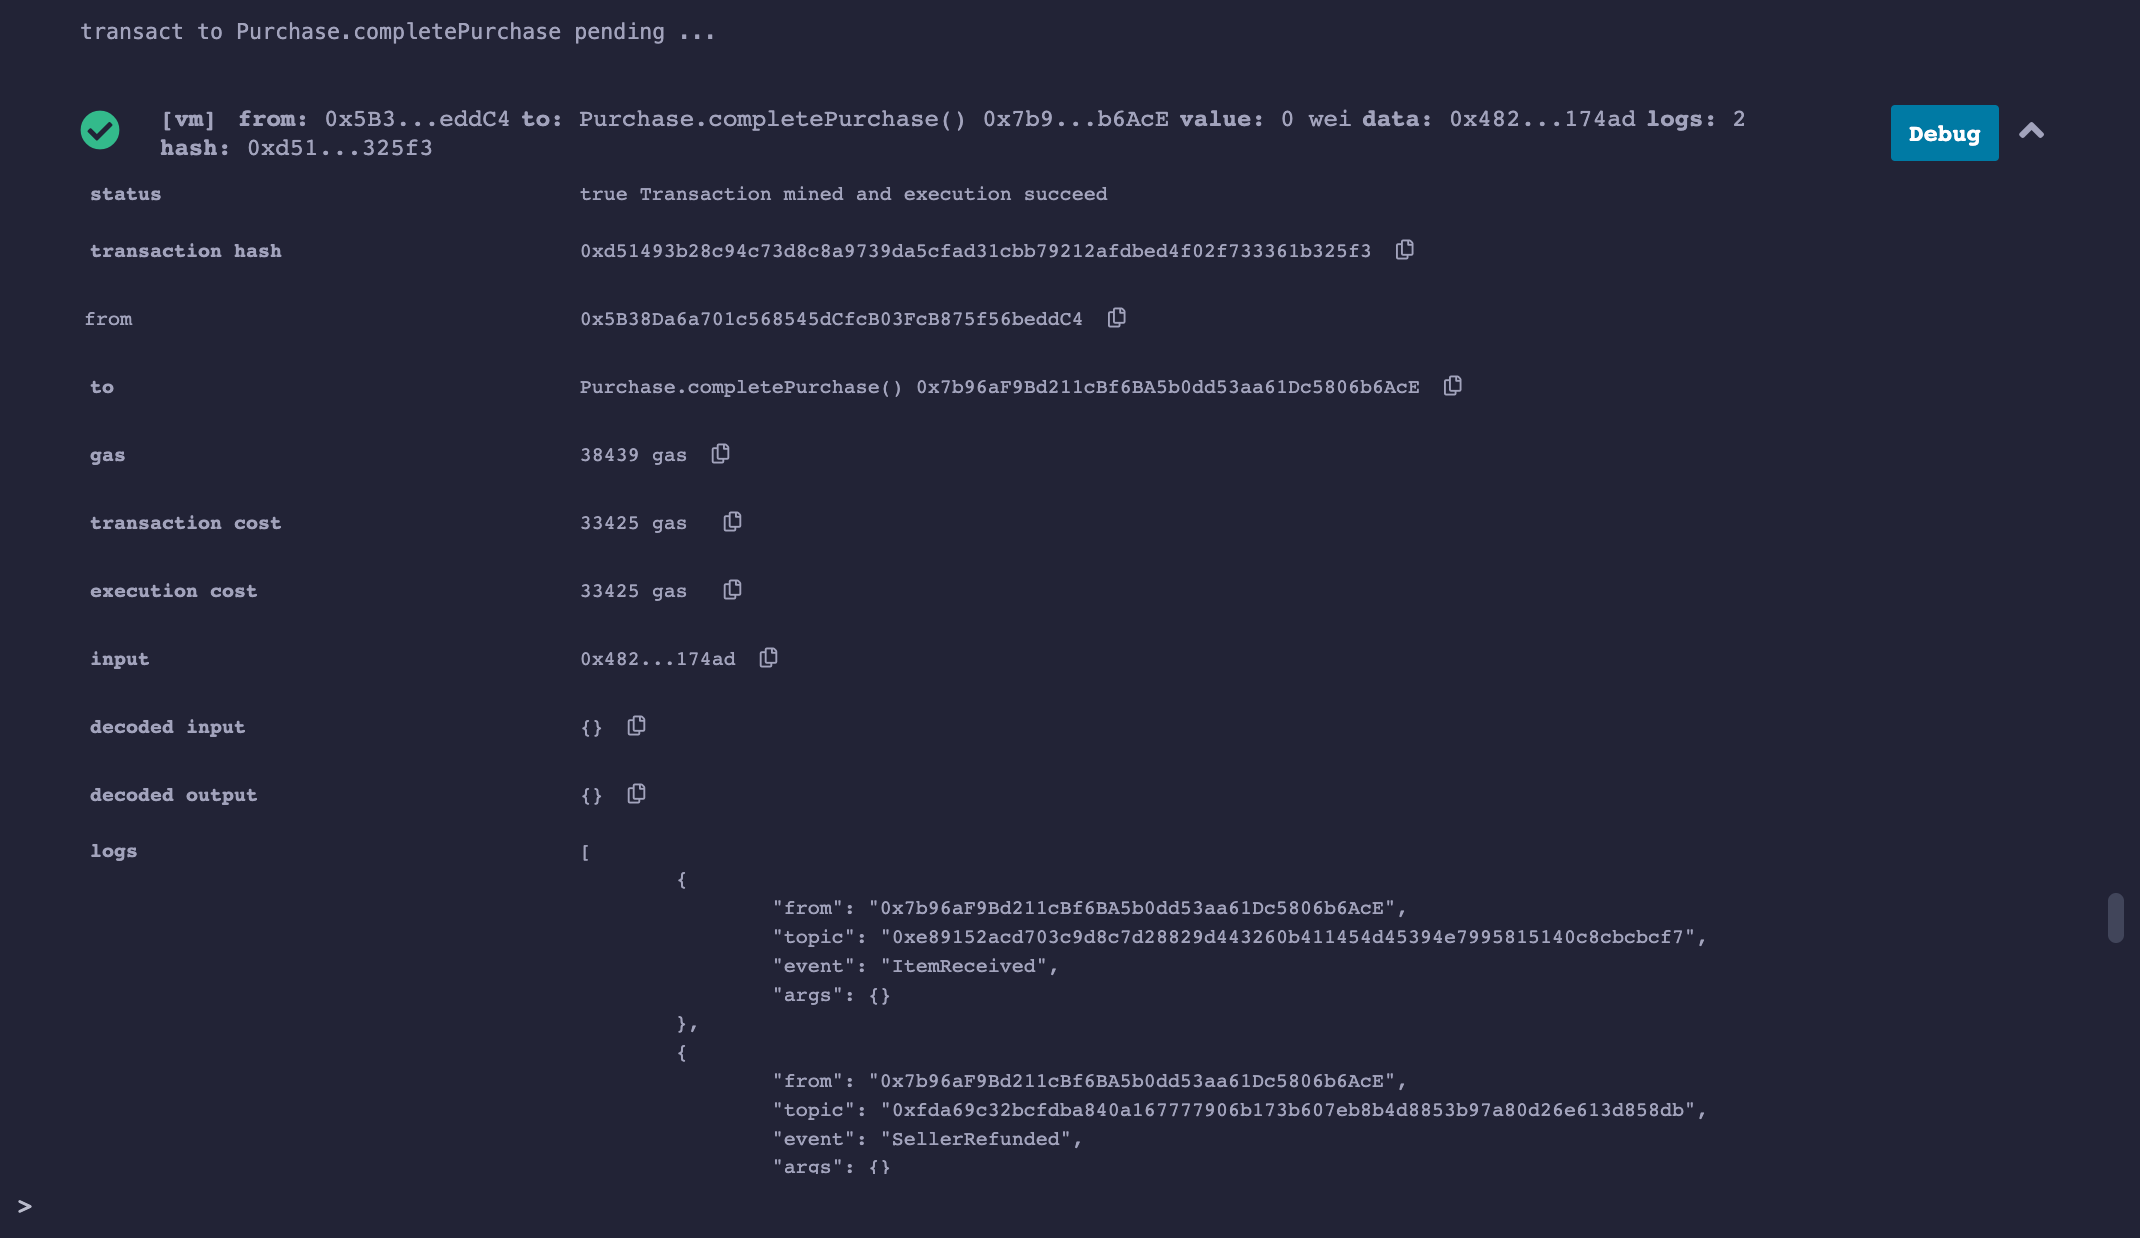 transact to Purchase.completePurchase pending ...
[vm] from: 0x5B3...eddC4 to: Purchase.completePurchase() 0x7b9...b6AcE value: 0 wei data: 0x482...174ad logs: 2
hash: 0xd51...325f3
Debug
status true Transaction mined and execution succeed
transaction hash 0xd51493b28c94c73d8c8a9739da5cfad31cbb79212afdbed4f02f733361b325f3
from 0x5B38Da6a701c568545dCfcB03FcB875f56beddC4
to Purchase.completePurchase() 0x7b96aF9Bd211cBf6BA5b0dd53aa61Dc5806b6AcE
gas 38439 gas
transaction cost 33425 gas
execution cost 33425 gas
input 0x482...174ad
decoded input {}
decoded output {}
logs [
{
"from": "0x7b96aF9Bd211cBf6BA5b0dd53aa61Dc5806b6AcE",
"topic": "0xe89152acd703c9d8c7d28829d443260b411454d45394e7995815140c8cbcbcf7",
"event": "ItemReceived",
"args": {}
},
{
"from": "0x7b96aF9Bd211cBf6BA5b0dd53aa61Dc5806b6AcE",
"topic": "0xfda69c32bcfdba840a167777906b173b607eb8b4d8853b97a80d26e613d858db",
"event": "SellerRefunded",
"args": {}
>